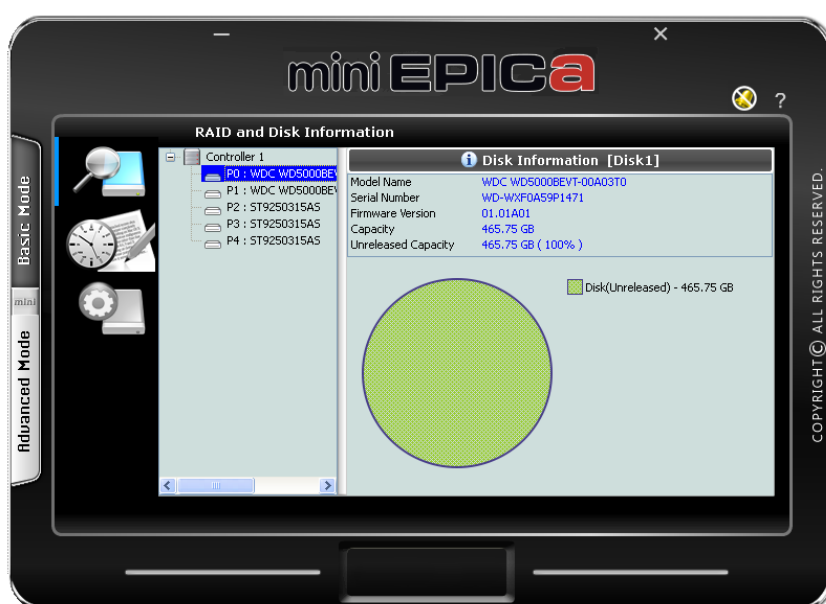 mini EPICa
?
RAID and Disk Information
Basic Mode
mini
Advanced Mode
Controller 1
P0 : WDC WD5000BEV
P1 : WDC WD5000BEV
P2 : ST9250315AS
P3 : ST9250315AS
P4 : ST9250315AS
Disk Information [Disk1]
Model Name WDC WD5000BEVT-00A03T0
Serial Number WD-WXF0A59P1471
Firmware Version 01.01A01
Capacity 465.75 GB
Unreleased Capacity 465.75 GB ( 100% )
Disk(Unreleased) - 465.75 GB
COPYRIGHT© ALL RIGHTS RESERVED.